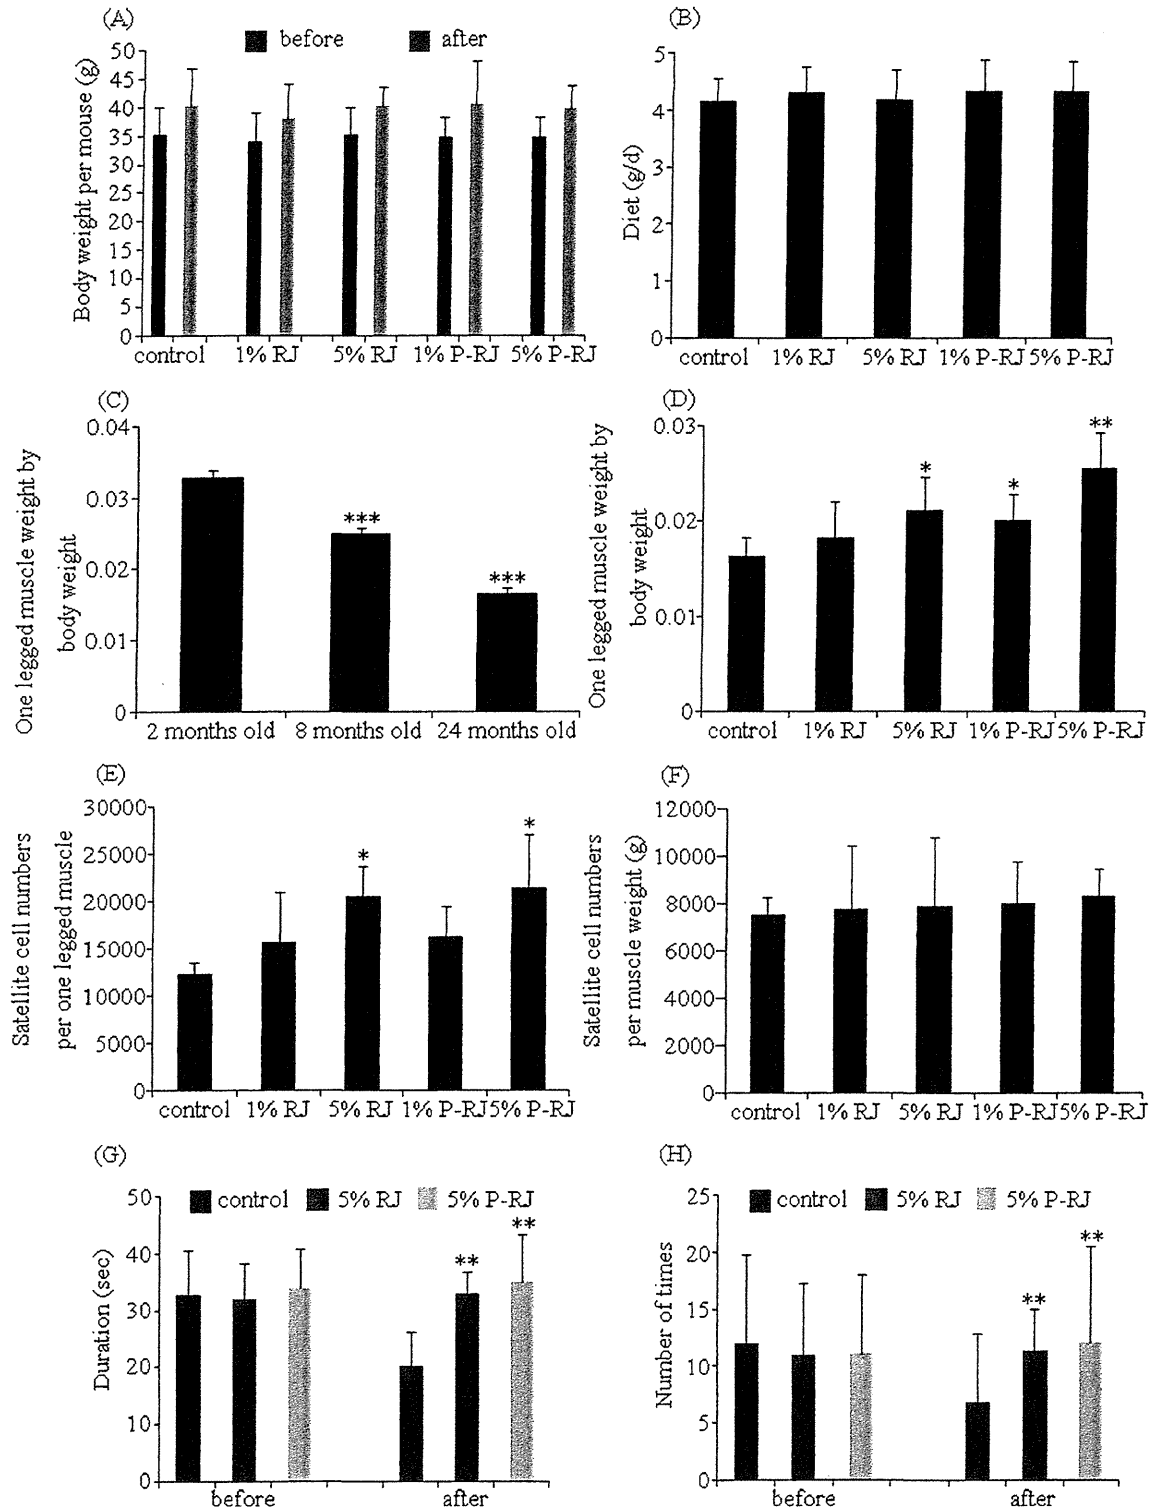 (A)
before after
Body weight per mouse (g)
50
45
40
35
30
25
20
15
10
5
0
control 1% RJ 5% RJ 1% P-RJ 5% P-RJ
(B)
Diet (g/d)
5
4
3
2
1
0
control 1% RJ 5% RJ 1% P-RJ 5% P-RJ
(C)
One legged muscle weight by
body weight
0.04
0.03
0.02
0.01
0
***
***
2 months old 8 months old 24 months old
(D)
One legged muscle weight by
body weight
0.03
0.02
0.01
0
*
*
**
control 1% RJ 5% RJ 1% P-RJ 5% P-RJ
(E)
Satellite cell numbers
per one legged muscle
30000
25000
20000
15000
10000
5000
0
*
*
control 1% RJ 5% RJ 1% P-RJ 5% P-RJ
(F)
Satellite cell numbers
per muscle weight (g)
12000
10000
8000
6000
4000
2000
0
control 1% RJ 5% RJ 1% P-RJ 5% P-RJ
(G)
control 5% RJ 5% P-RJ
Duration (sec)
50
40
30
20
10
0
**
**
before after
(H)
control 5% RJ 5% P-RJ
Number of times
25
20
15
10
5
0
**
**
before after